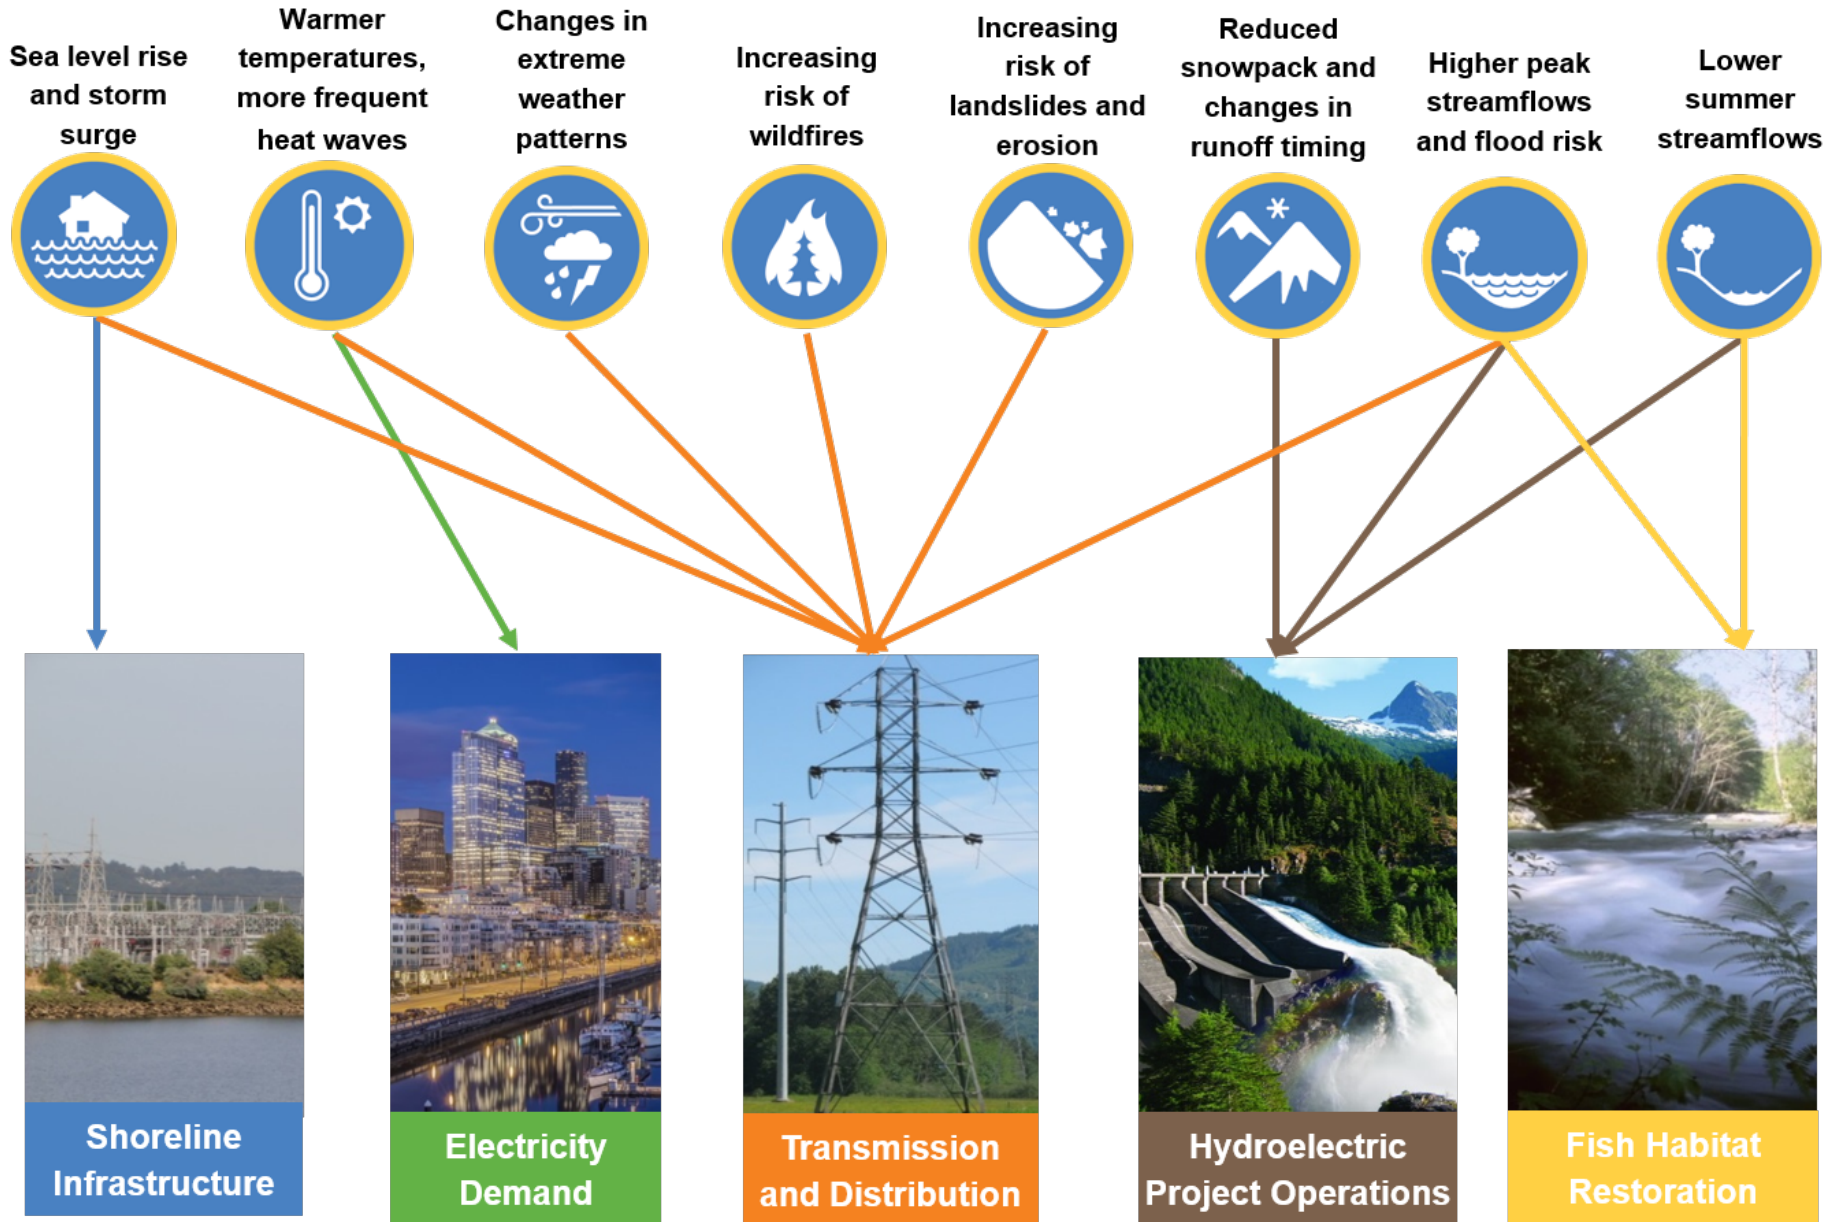 Sea level rise
and storm
surge
Warmer
temperatures,
more frequent
heat waves
Changes in
extreme
weather
patterns
Increasing
risk of
wildfires
Increasing
risk of
landslides and
erosion
Reduced
snowpack and
changes in
runoff timing
Higher peak
streamflows
and flood risk
Lower
summer
streamflows
Shoreline
Infrastructure
Electricity
Demand
Transmission
and Distribution
Hydroelectric
Project Operations
Fish Habitat
Restoration